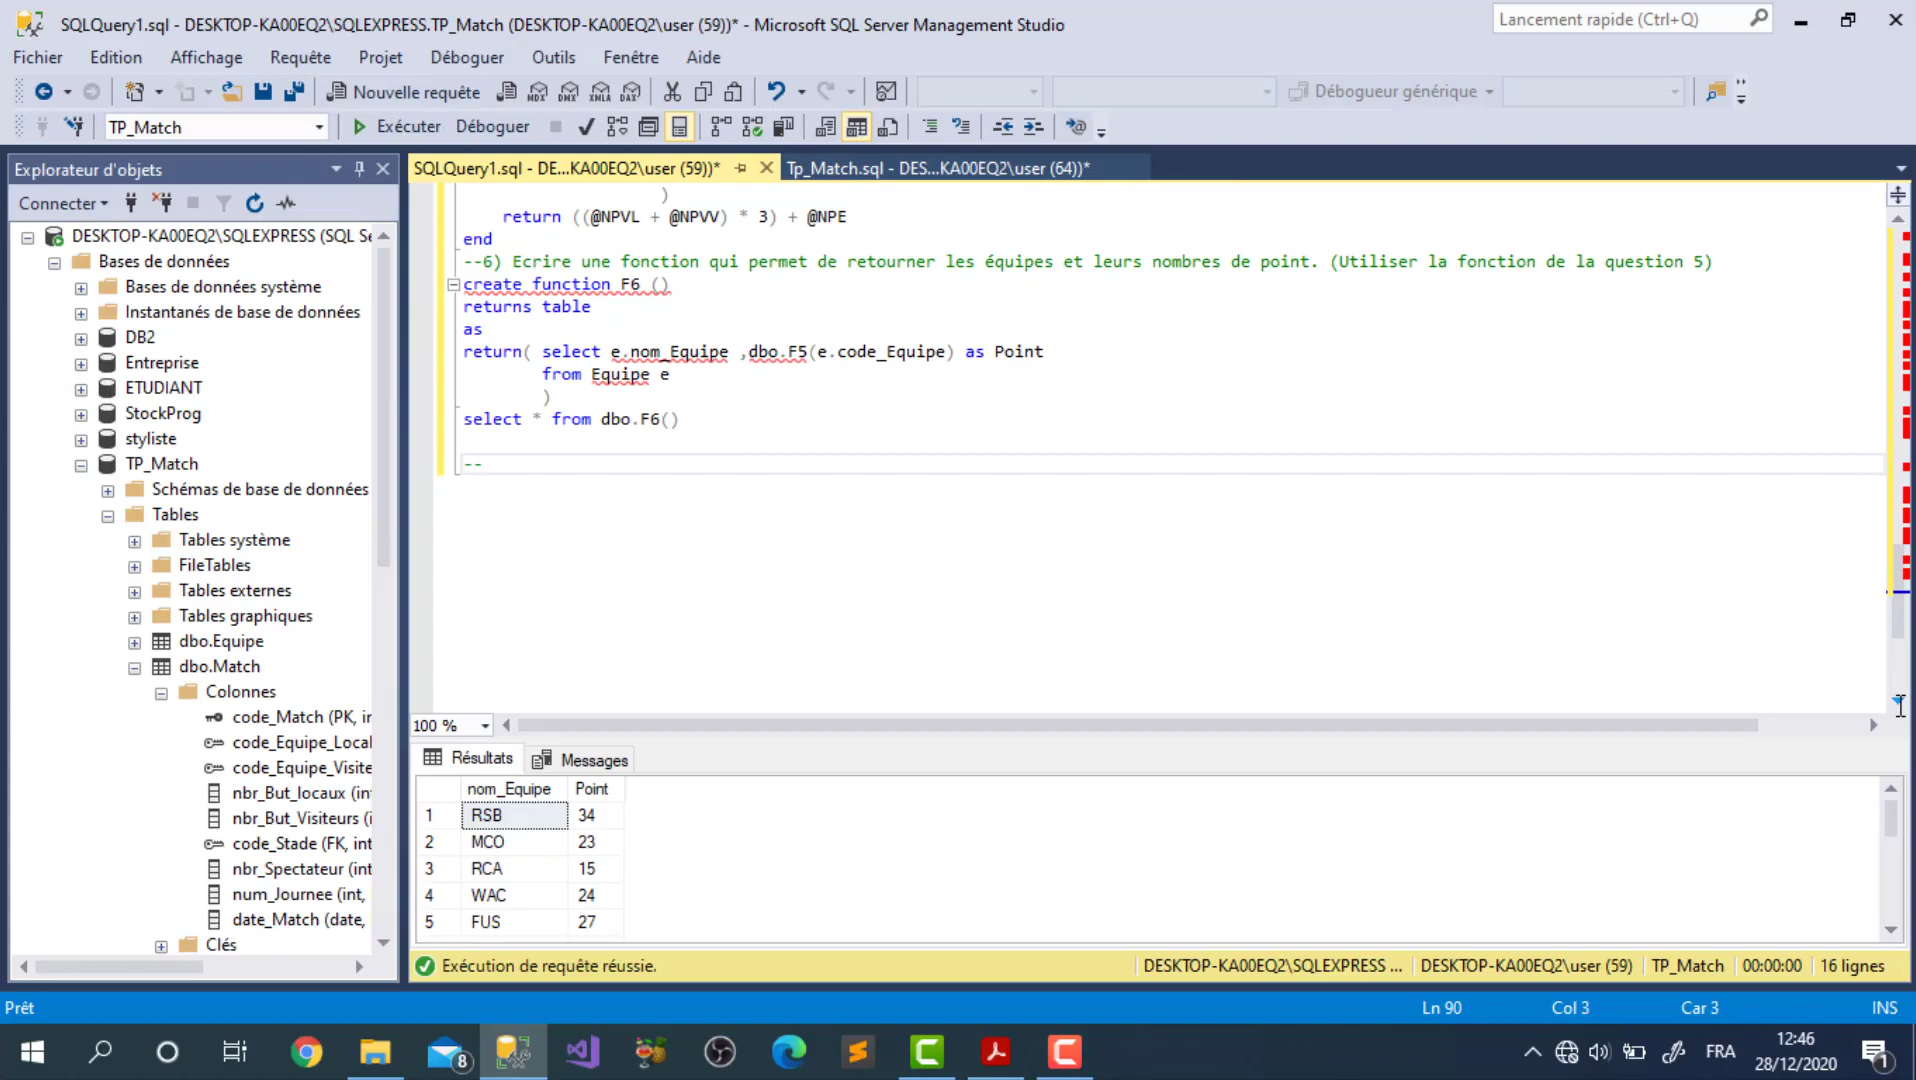 SQLQuery1.sql - DESKTOP-KA00EQ2\SQLEXPRESS.TP_Match (DESKTOP-KA00EQ2\user (59))* - Microsoft SQL Server Management Studio
Lancement rapide (Ctrl+Q)
Fichier Edition Affichage Requête Projet Déboguer Outils Fenêtre Aide
Nouvelle requête MDX DMX XMLA DAX Débogueur générique
TP_Match Exécuter Déboguer
Explorateur d'objets
SQLQuery1.sql - DE...KA00EQ2\user (59))* Tp_Match.sql - DES...KA00EQ2\user (64))*
Connecter
DESKTOP-KA00EQ2\SQLEXPRESS (SQL Se
Bases de données
Bases de données système
Instantanés de base de données
DB2
Entreprise
ETUDIANT
StockProg
styliste
TP_Match
Schémas de base de données
Tables
Tables système
FileTables
Tables externes
Tables graphiques
dbo.Equipe
dbo.Match
Colonnes
code_Match (PK, in
code_Equipe_Local
code_Equipe_Visite
nbr_But_locaux (int
nbr_But_Visiteurs (i
code_Stade (FK, int
nbr_Spectateur (int
num_Journee (int,
date_Match (date,
Clés
)
return ((@NPVL + @NPVV) * 3) + @NPE
end
--6) Ecrire une fonction qui permet de retourner les équipes et leurs nombres de point. (Utiliser la fonction de la question 5)
create function F6 ()
returns table
as
return( select e.nom_Equipe ,dbo.F5(e.code_Equipe) as Point
from Equipe e
)
select * from dbo.F6()
--
100 %
Résultats Messages
nom_Equipe Point
1 RSB 34
2 MCO 23
3 RCA 15
4 WAC 24
5 FUS 27
Exécution de requête réussie. DESKTOP-KA00EQ2\SQLEXPRESS ... DESKTOP-KA00EQ2\user (59) TP_Match 00:00:00 16 lignes
Prêt Ln 90 Col 3 Car 3 INS
8
FRA
12:46
28/12/2020
1